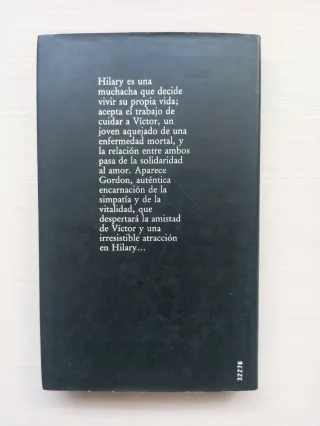 Hilary es una
muchacha que decide
vivir su propia vida;
acepta el trabajo de
cuidar a Víctor, un
joven aquejado de una
enfermedad mortal, y
la relación entre ambos
pasa de la solidaridad
al amor. Aparece
Gordon, auténtica
encarnación de la
simpatía y de la
vitalidad, que
despertará la amistad
de Víctor y una
irresistible atracción
en Hilary...
32276